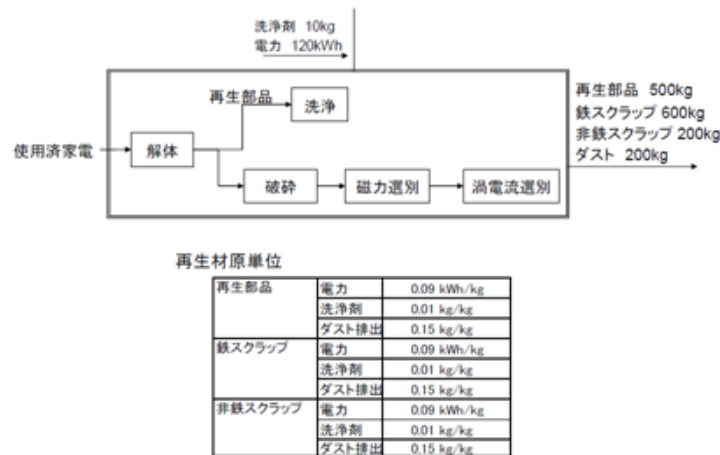 洗浄剤 10kg
電力 120kWh
再生部品
洗浄
使用済家電
解体
破砕
磁力選別
渦電流選別
再生部品 500kg
鉄スクラップ 600kg
非鉄スクラップ 200kg
ダスト 200kg
再生材原単位
再生部品 電力 0.09 kWh/kg
洗浄剤 0.01 kg/kg
ダスト排出 0.15 kg/kg
鉄スクラップ 電力 0.09 kWh/kg
洗浄剤 0.01 kg/kg
ダスト排出 0.15 kg/kg
非鉄スクラップ 電力 0.09 kWh/kg
洗浄剤 0.01 kg/kg
ダスト排出 0.15 kg/kg